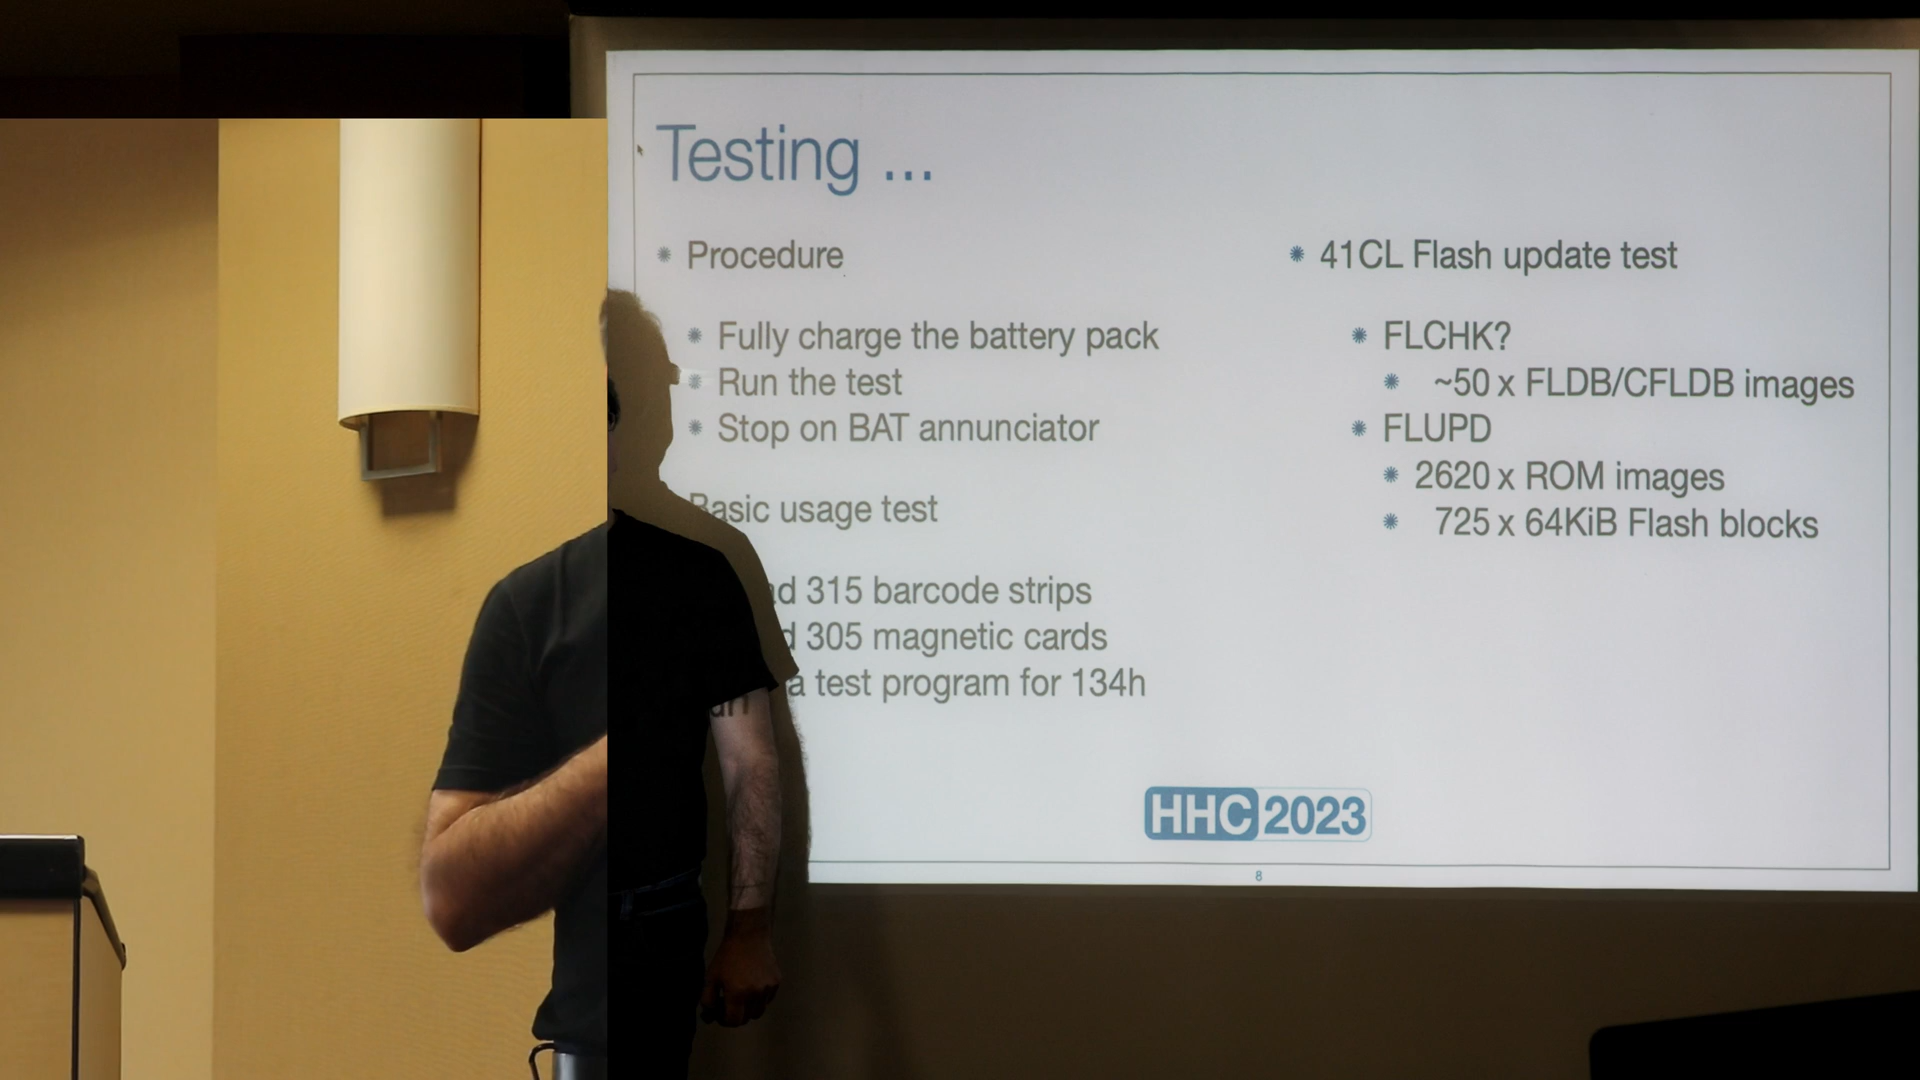 Testing ...
Procedure
Fully charge the battery pack
Run the test
Stop on BAT annunciator
Basic usage test
315 barcode strips
305 magnetic cards
a test program for 134h
41CL Flash update test
FLCHK?
~50 x FLDB/CFLDB images
FLUPD
2620 x ROM images
725 x 64KiB Flash blocks
HHC 2023
8